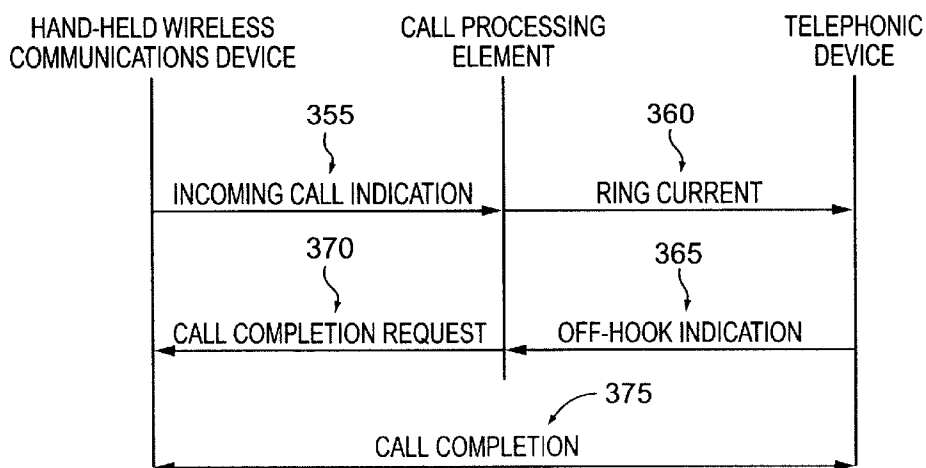 HAND-HELD WIRELESS
COMMUNICATIONS DEVICE
CALL PROCESSING
ELEMENT
TELEPHONIC
DEVICE
355
360
INCOMING CALL INDICATION
RING CURRENT
370
365
CALL COMPLETION REQUEST
OFF-HOOK INDICATION
375
CALL COMPLETION